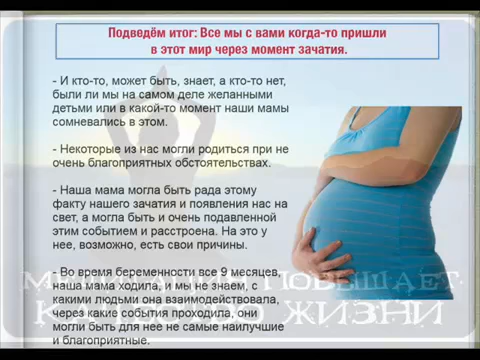 Подведём итог: Все мы с вами когда-то пришли
в этот мир через момент зачатия.
- И кто-то, может быть, знает, а кто-то нет,
были ли мы на самом деле желанными
детьми или в какой-то момент наши мамы
сомневались в этом.
- Некоторые из нас могли родиться при не
очень благоприятных обстоятельствах.
- Наша мама могла быть рада этому
факту нашего зачатия и появления нас на
свет, а могла быть и очень подавленной
этим событием и расстроена. На это у
нее, возможно, есть свои причины.
- Во время беременности все 9 месяцев,
наша мама ходила, и мы не знаем, с
какими людьми она взаимодействовала,
через какие события проходила, они
могли быть для нее не самые наилучшие
и благоприятные.
МЕДИТАЦИЯ ПОВЫШАЕТ
КАЧЕСТВО ЖИЗНИ